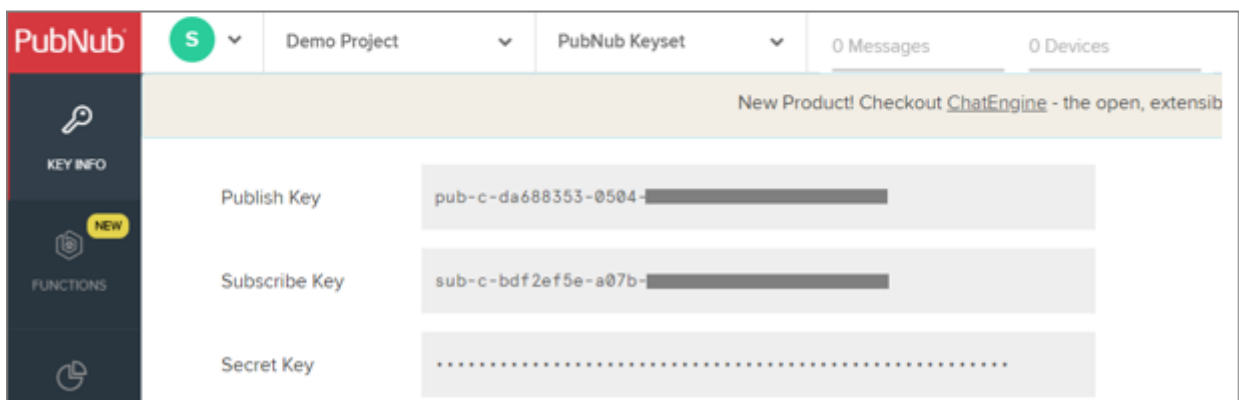 PubNub
S
Demo Project
PubNub Keyset
0 Messages
0 Devices
New Product! Checkout ChatEngine - the open, extensib
KEY INFO
Publish Key
pub-c-da688353-0504-
NEW
FUNCTIONS
Subscribe Key
sub-c-bdf2ef5e-a07b-
Secret Key